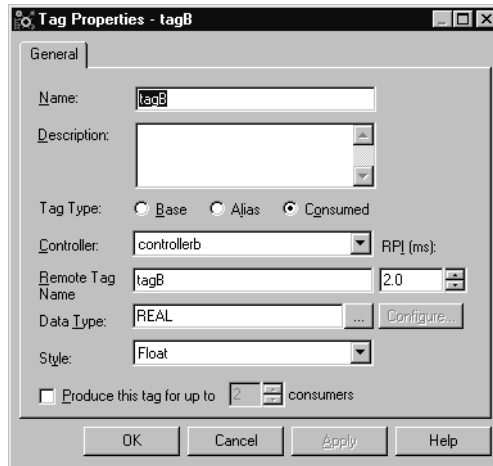 Tag Properties - tagB
General
Name: tagB
Description:
Tag Type: Base Alias Consumed
Controller: controllerb RPI (ms):
Remote Tag Name tagB 2.0
Data Type: REAL ... Configure...
Style: Float
Produce this tag for up to 2 consumers
OK Cancel Apply Help